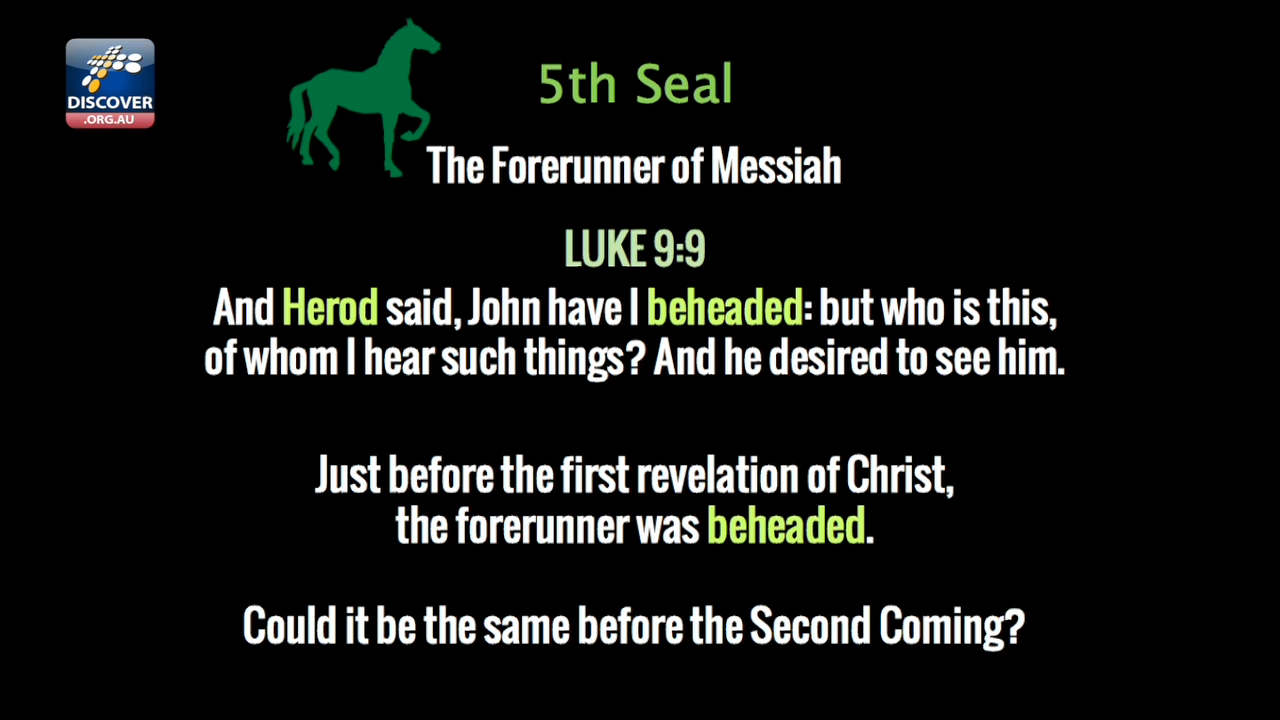 DISCOVER
.ORG.AU
5th Seal
The Forerunner of Messiah
LUKE 9:9
And Herod said, John have I beheaded: but who is this,
of whom I hear such things? And he desired to see him.
Just before the first revelation of Christ,
the forerunner was beheaded.
Could it be the same before the Second Coming?